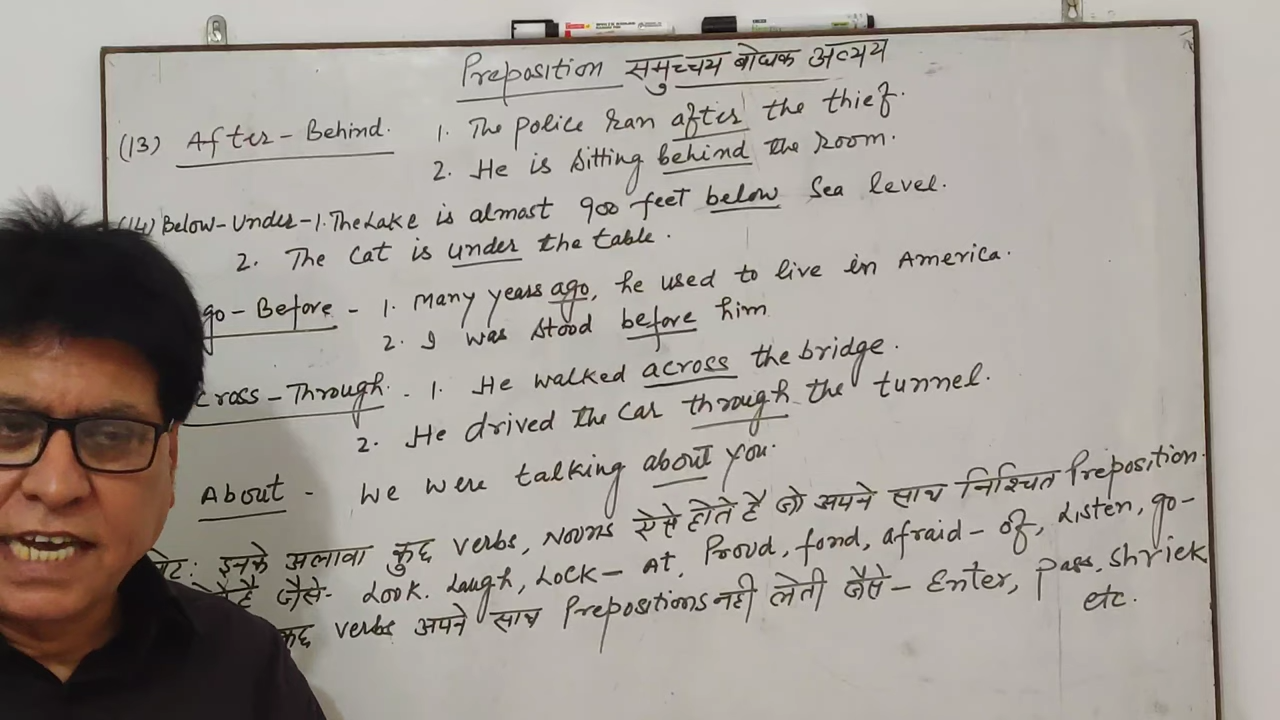 Preposition समुच्चय बोधक अव्यय
(13) After - Behind. 1. The Police ran after the thief.
2. He is sitting behind the room.
(14) Below - Under - 1. The Lake is almost 900 feet below Sea level.
2. The Cat is under the table.
go - Before - 1. Many years ago, he used to live in America.
2. I was stood before him
cross - Through - 1. He walked across the bridge.
2. He drived the car through the tunnel.
About - We were talking about you.
नोट: इनके अलावा कुछ verbs, Nouns ऐसे होते है जो अपने साथ निश्चित Preposition
है जैसे- Look. Laugh, Lock - At, Proud, fond, afraid - of, Listen, go -
कुछ verbs अपने साथ Prepositions नही लेती जैसे - Enter, Pass, Shriek
etc.